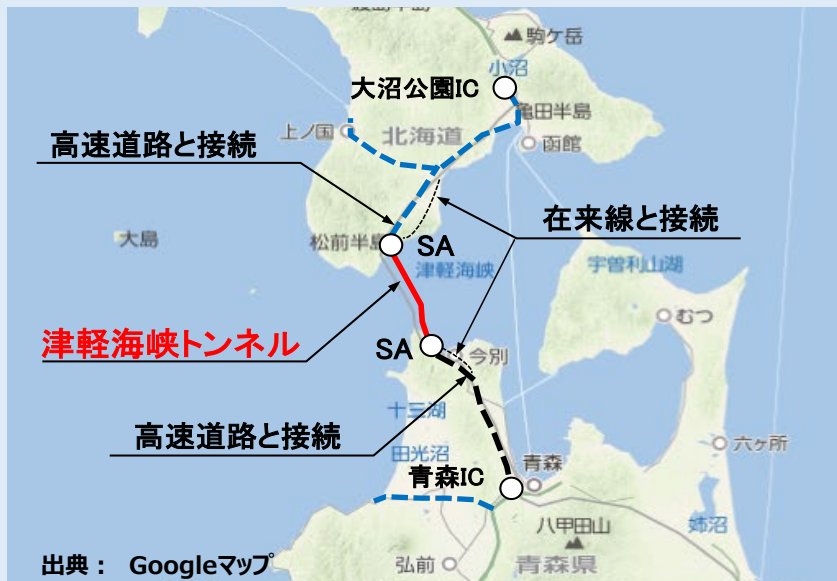 駒ケ岳
小沼
大沼公園IC
亀田半島
上ノ国
北海道
函館
高速道路と接続
在来線と接続
大島
松前半島
SA
津軽海峡
宇曽利山湖
むつ
津軽海峡トンネル
SA
今別
十三湖
高速道路と接続
田光沼
六ヶ所
青森IC
青森
八甲田山
姉沼
出典： Googleマップ
弘前
青森県